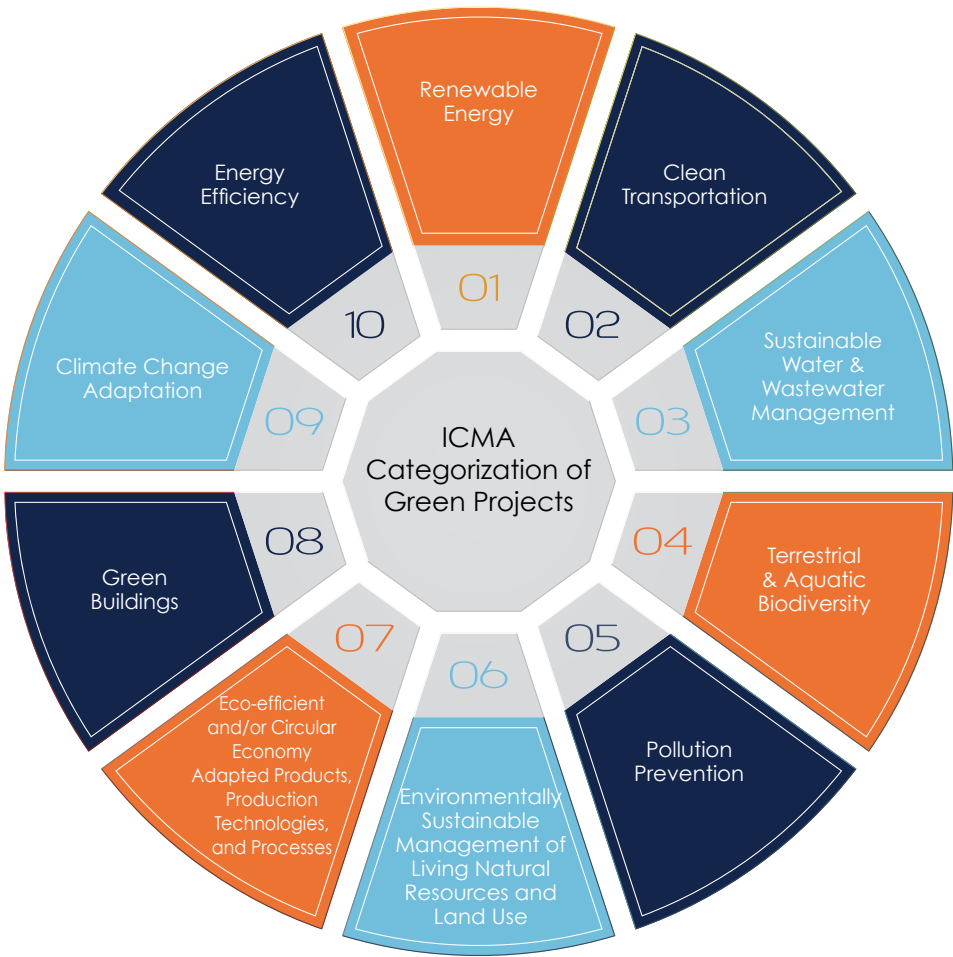 ICMA
Categorization of
Green Projects
01
Renewable
Energy
02
Clean
Transportation
03
Sustainable
Water &
Wastewater
Management
04
Terrestrial
& Aquatic
Biodiversity
05
Pollution
Prevention
06
Environmentally
Sustainable
Management of
Living Natural
Resources and
Land Use
07
Eco-efficient
and/or Circular
Economy
Adapted Products,
Production
Technologies,
and Processes
08
Green
Buildings
09
Climate Change
Adaptation
10
Energy
Efficiency